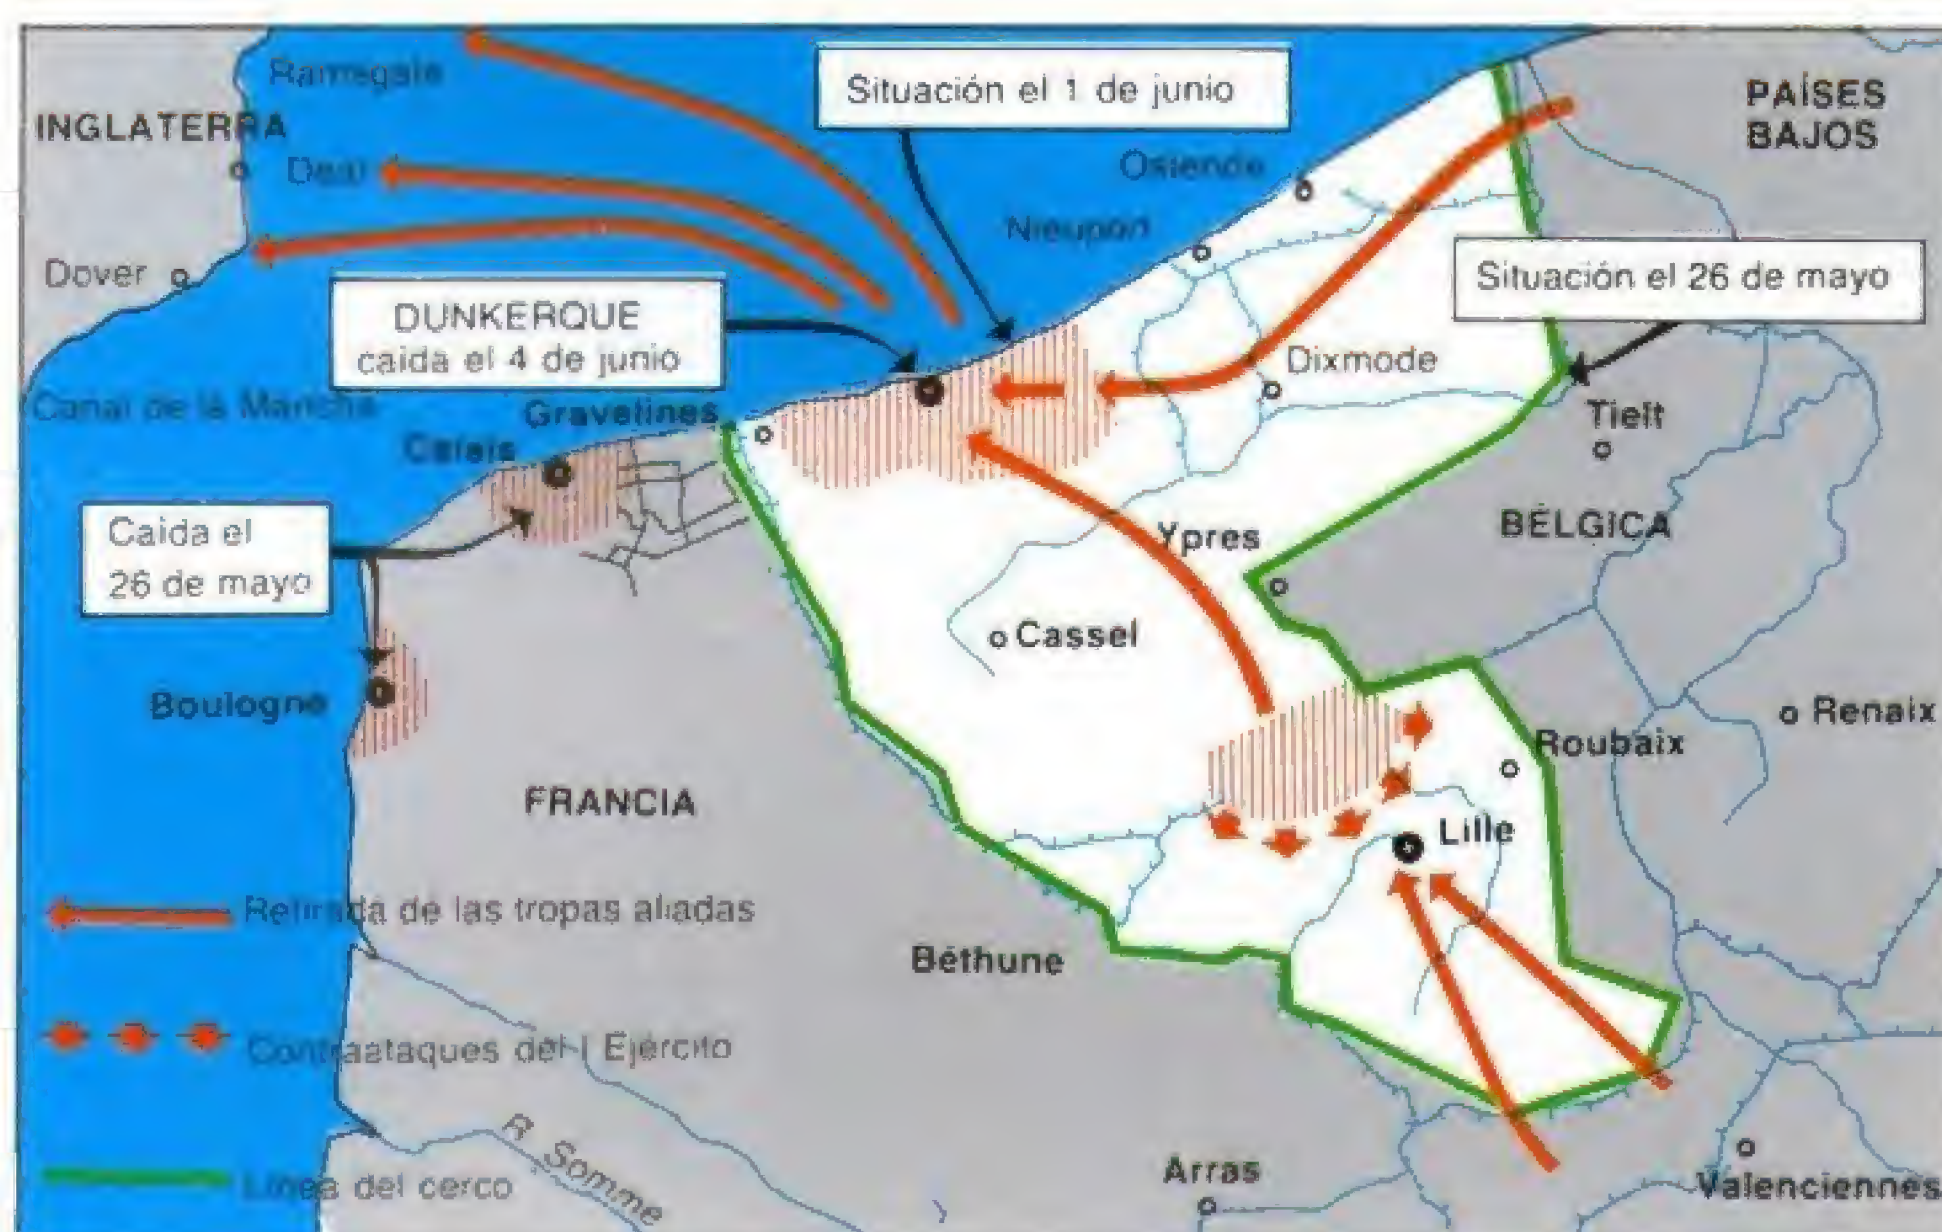 Ramsgate
Situación el 1 de junio
PAÍSES
BAJOS
INGLATERRA
Deal
Ostende
Nieuport
Situación el 26 de mayo
Dover
DUNKERQUE
caida el 4 de junio
Dixmode
Canal de la Mancha
Gravelines
Calais
Tielt
Caida el
26 de mayo
Ypres
BÉLGICA
Cassel
Boulogne
Renaix
Roubaix
FRANCIA
Lille
Retirada de las tropas aliadas
Béthune
Contraataques del I Ejército
R. Somme
Arras
Valenciennes
Línea del cerco